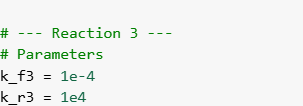 # --- Reaction 3 ---
# Parameters
k_f3 = 1e-4
k_r3 = 1e4